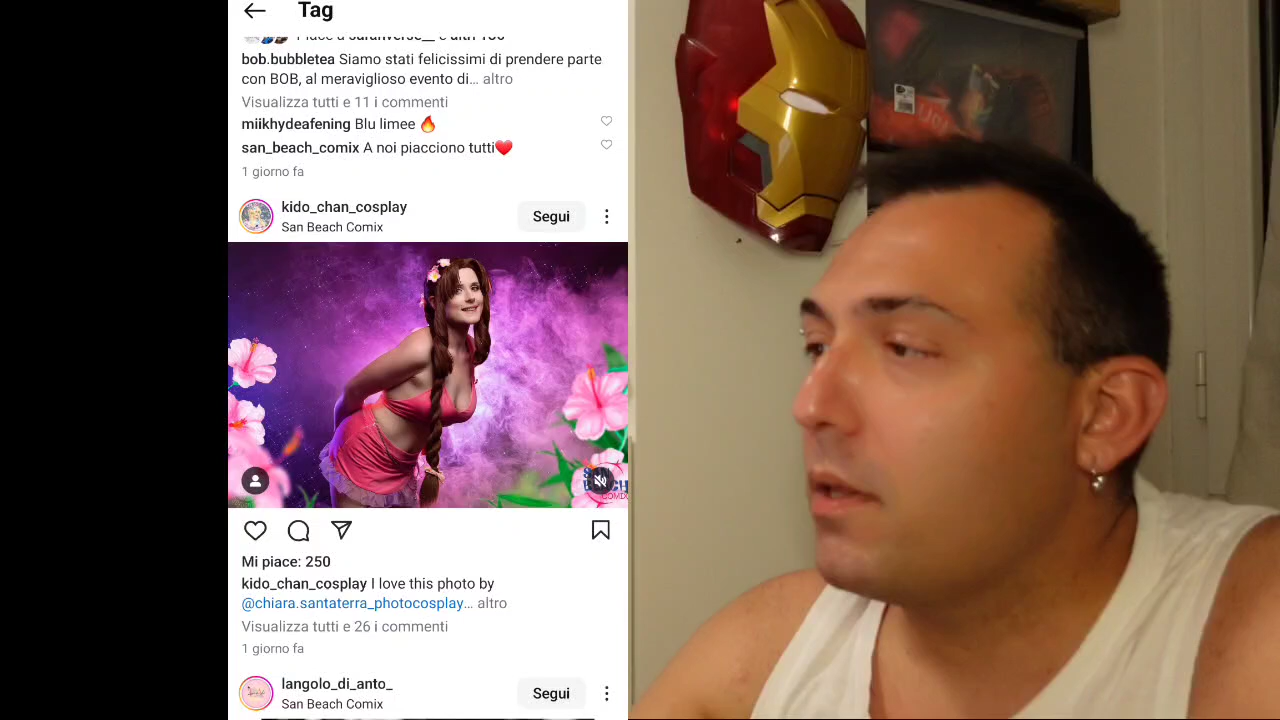 Tag
bob.bubbletea Siamo stati felicissimi di prendere parte
con BOB, al meraviglioso evento di... altro
Visualizza tutti e 11 i commenti
miikhydeafening Blu limee 🔥
san_beach_comix A noi piacciono tutti❤️
1 giorno fa
kido_chan_cosplay
San Beach Comix
Segui
Mi piace: 250
kido_chan_cosplay I love this photo by
@chiara.santaterra_photocosplay... altro
Visualizza tutti e 26 i commenti
1 giorno fa
langolo_di_anto_
San Beach Comix
Segui